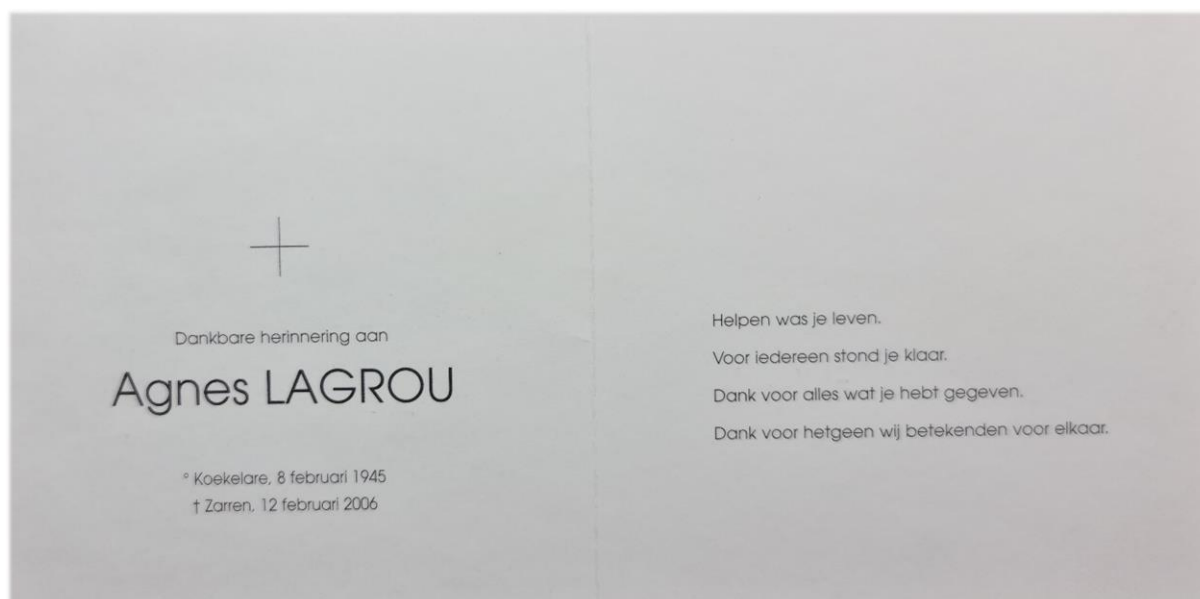 Dankbare herinnering aan
Agnes LAGROU
° Koekelare, 8 februari 1945
† Zarren, 12 februari 2006
Helpen was je leven.
Voor iedereen stond je klaar.
Dank voor alles wat je hebt gegeven.
Dank voor hetgeen wij betekenden voor elkaar.